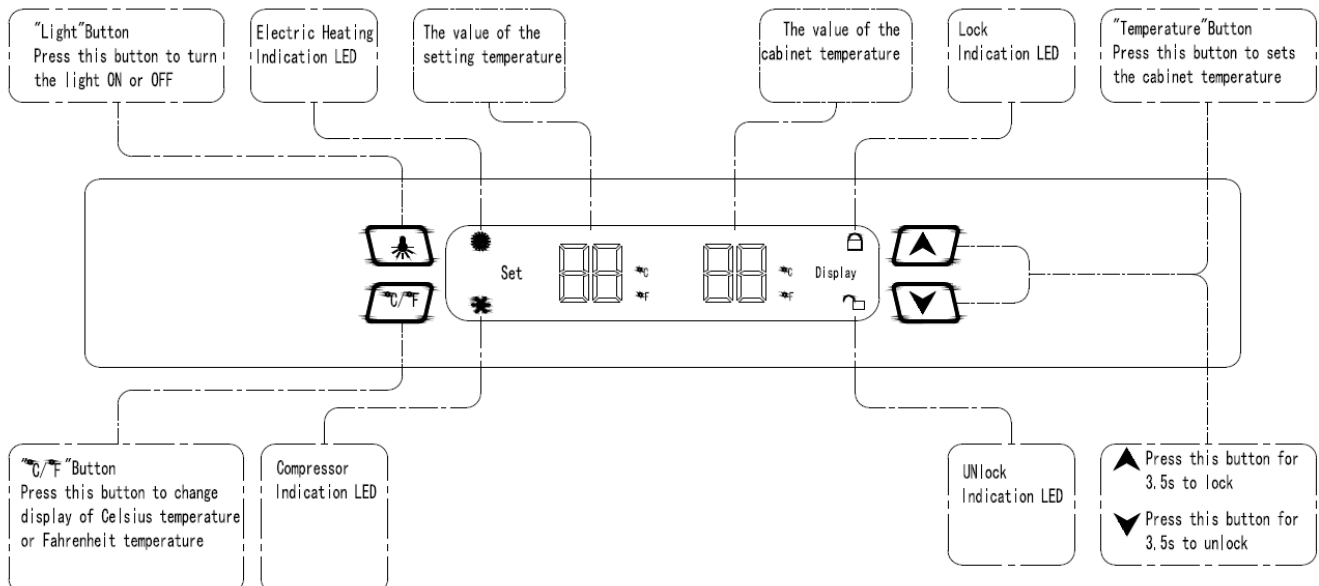 "Light"Button
Press this button to turn
the light ON or OFF
Electric Heating
Indication LED
The value of the
setting temperature
The value of the
cabinet temperature
Lock
Indication LED
"Temperature"Button
Press this button to sets
the cabinet temperature
Set
°C
°F
°C
°F
Display
°C/°F
"°C/°F"Button
Press this button to change
display of Celsius temperature
or Fahrenheit temperature
Compressor
Indication LED
UNlock
Indication LED
Press this button for
3.5s to lock
Press this button for
3.5s to unlock